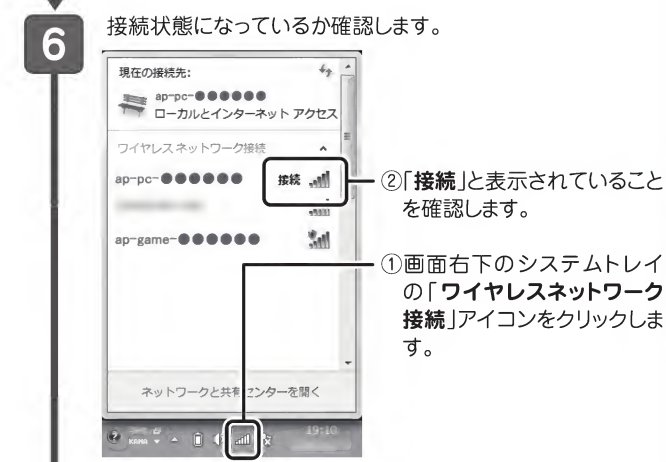 6
接続状態になっているか確認します。
現在の接続先:
ap-pc-●●●●●●
ローカルとインターネット アクセス
ワイヤレス ネットワーク接続
ap-pc-●●●●●●
接続
ap-game-●●●●●●
ネットワークと共有センターを開く
KANA
19:10
②「接続」と表示されていること
を確認します。
①画面右下のシステムトレイ
の「ワイヤレスネットワーク
接続」アイコンをクリックしま
す。